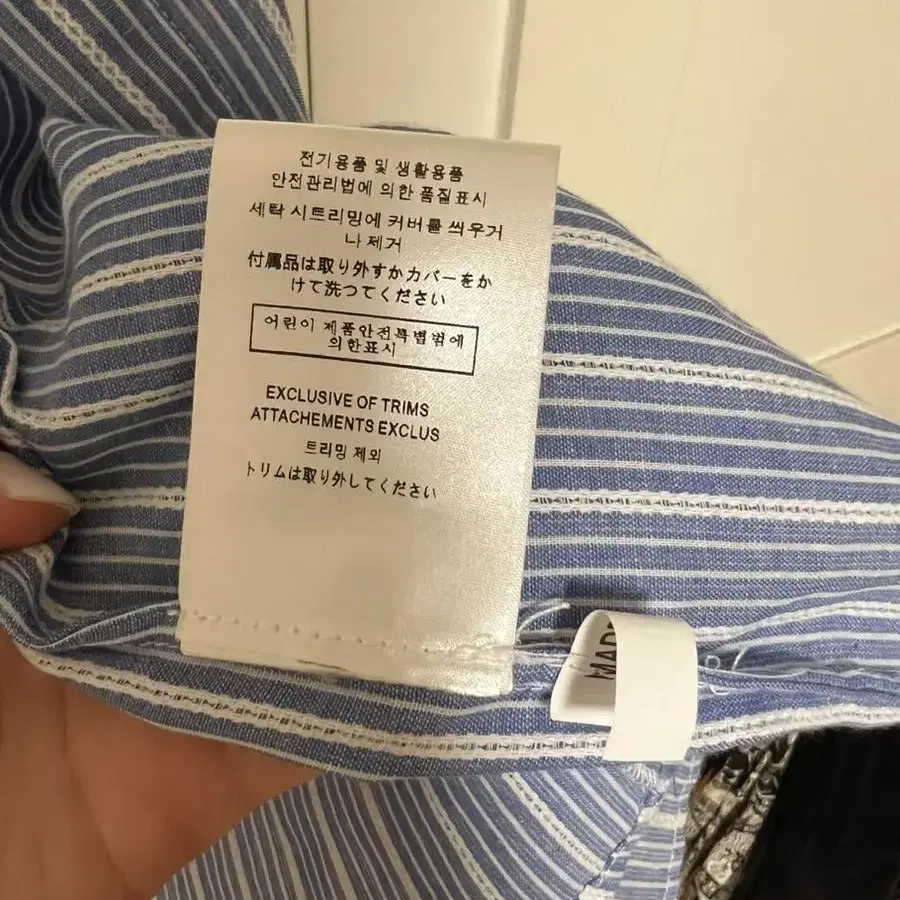 전기용품 및 생활용품
안전관리법에 의한 품질표시
세탁 시트리밍에 커버를 씌우거
나 제거
付属品は取り外すかカバーをか
けて洗つてください
어린이 제품안전특별법에
의한표시
EXCLUSIVE OF TRIMS
ATTACHEMENTS EXCLUS
트리밍 제외
トリムは取り外してください
MAD